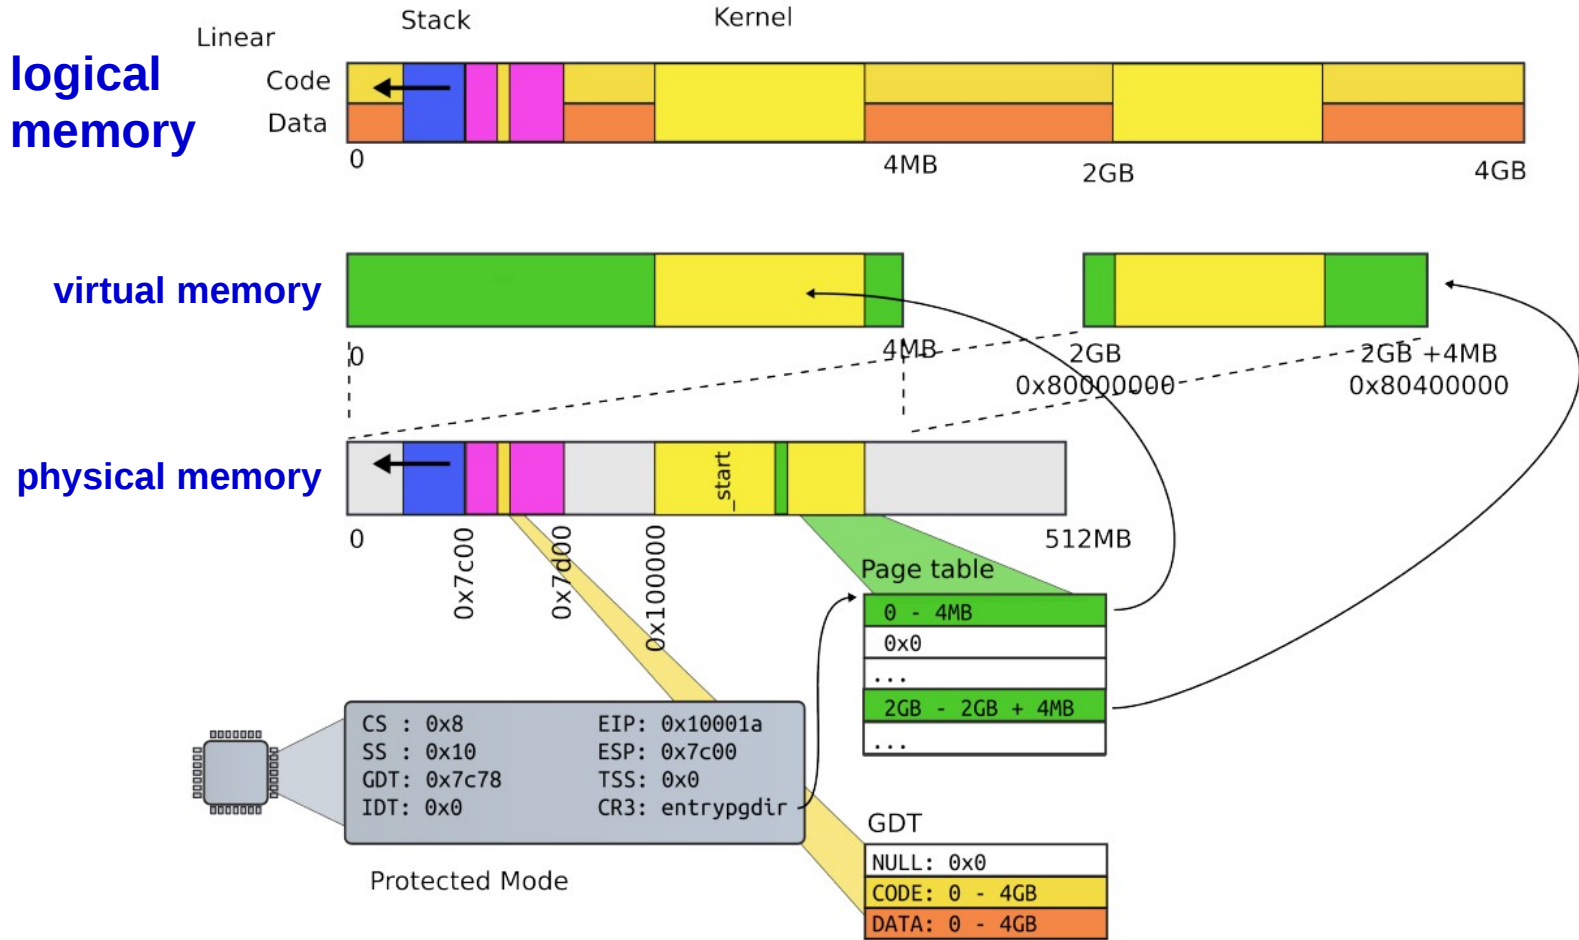 Stack
Kernel
Linear
logical
memory
Code
Data
0
4MB
2GB
4GB
virtual memory
0
4MB
2GB
2GB +4MB
0x80000000
0x80400000
physical memory
_start
0
512MB
0x7c00
0x7d00
0x100000
Page table
0 - 4MB
0x0
...
2GB - 2GB + 4MB
...
CS : 0x8 EIP: 0x10001a
SS : 0x10 ESP: 0x7c00
GDT: 0x7c78 TSS: 0x0
IDT: 0x0 CR3: entrypgdir
Protected Mode
GDT
NULL: 0x0
CODE: 0 - 4GB
DATA: 0 - 4GB